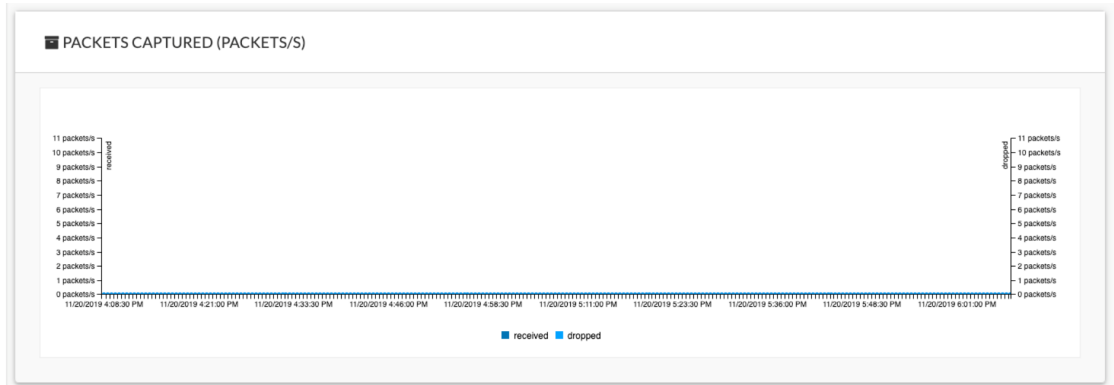 PACKETS CAPTURED (PACKETS/S)
11 packets/s
10 packets/s
9 packets/s
8 packets/s
7 packets/s
6 packets/s
5 packets/s
4 packets/s
3 packets/s
2 packets/s
1 packets/s
0 packets/s
received
dropped
11 packets/s
10 packets/s
9 packets/s
8 packets/s
7 packets/s
6 packets/s
5 packets/s
4 packets/s
3 packets/s
2 packets/s
1 packets/s
0 packets/s
11/20/2019 4:08:30 PM 11/20/2019 4:21:00 PM 11/20/2019 4:33:30 PM 11/20/2019 4:46:00 PM 11/20/2019 4:58:30 PM 11/20/2019 5:11:00 PM 11/20/2019 5:23:30 PM 11/20/2019 5:36:00 PM 11/20/2019 5:48:30 PM 11/20/2019 6:01:00 PM
received dropped